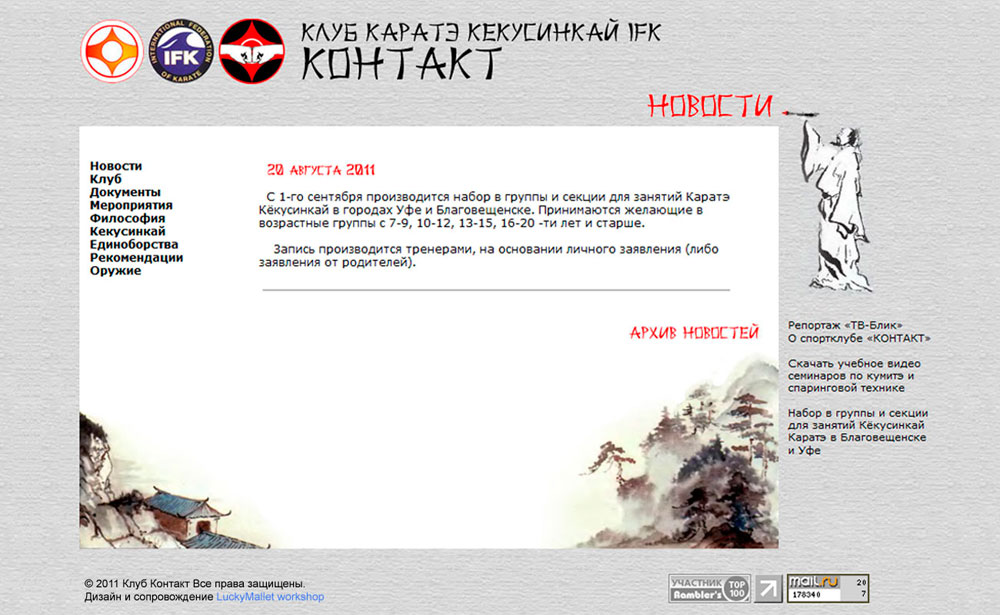 INTERNATIONAL FEDERATION
IFK
OF KARATE
КЛУБ КАРАТЭ КЕКУСИНКАЙ IFK
КОНТАКТ
НОВОСТИ
Новости
Клуб
Документы
Мероприятия
Философия
Кекусинкай
Единоборства
Рекомендации
Оружие
20 АВГУСТА 2011
С 1-го сентября производится набор в группы и секции для занятий Каратэ
Кёкусинкай в городах Уфе и Благовещенске. Принимаются желающие в
возрастные группы с 7-9, 10-12, 13-15, 16-20 -ти лет и старше.
Запись производится тренерами, на основании личного заявления (либо
заявления от родителей).
АРХИВ НОВОСТЕЙ
Репортаж «ТВ-Блик»
О спортклубе «КОНТАКТ»
Скачать учебное видео
семинаров по кумитэ и
спаринговой технике
Набор в группы и секции
для занятий Кёкусинкай
Каратэ в Благовещенске
и Уфе
© 2011 Клуб Контакт Все права защищены.
Дизайн и сопровождение LuckyMallet workshop
УЧАСТНИК
Rambler's
TOP
100
mail.ru
20
178340
7